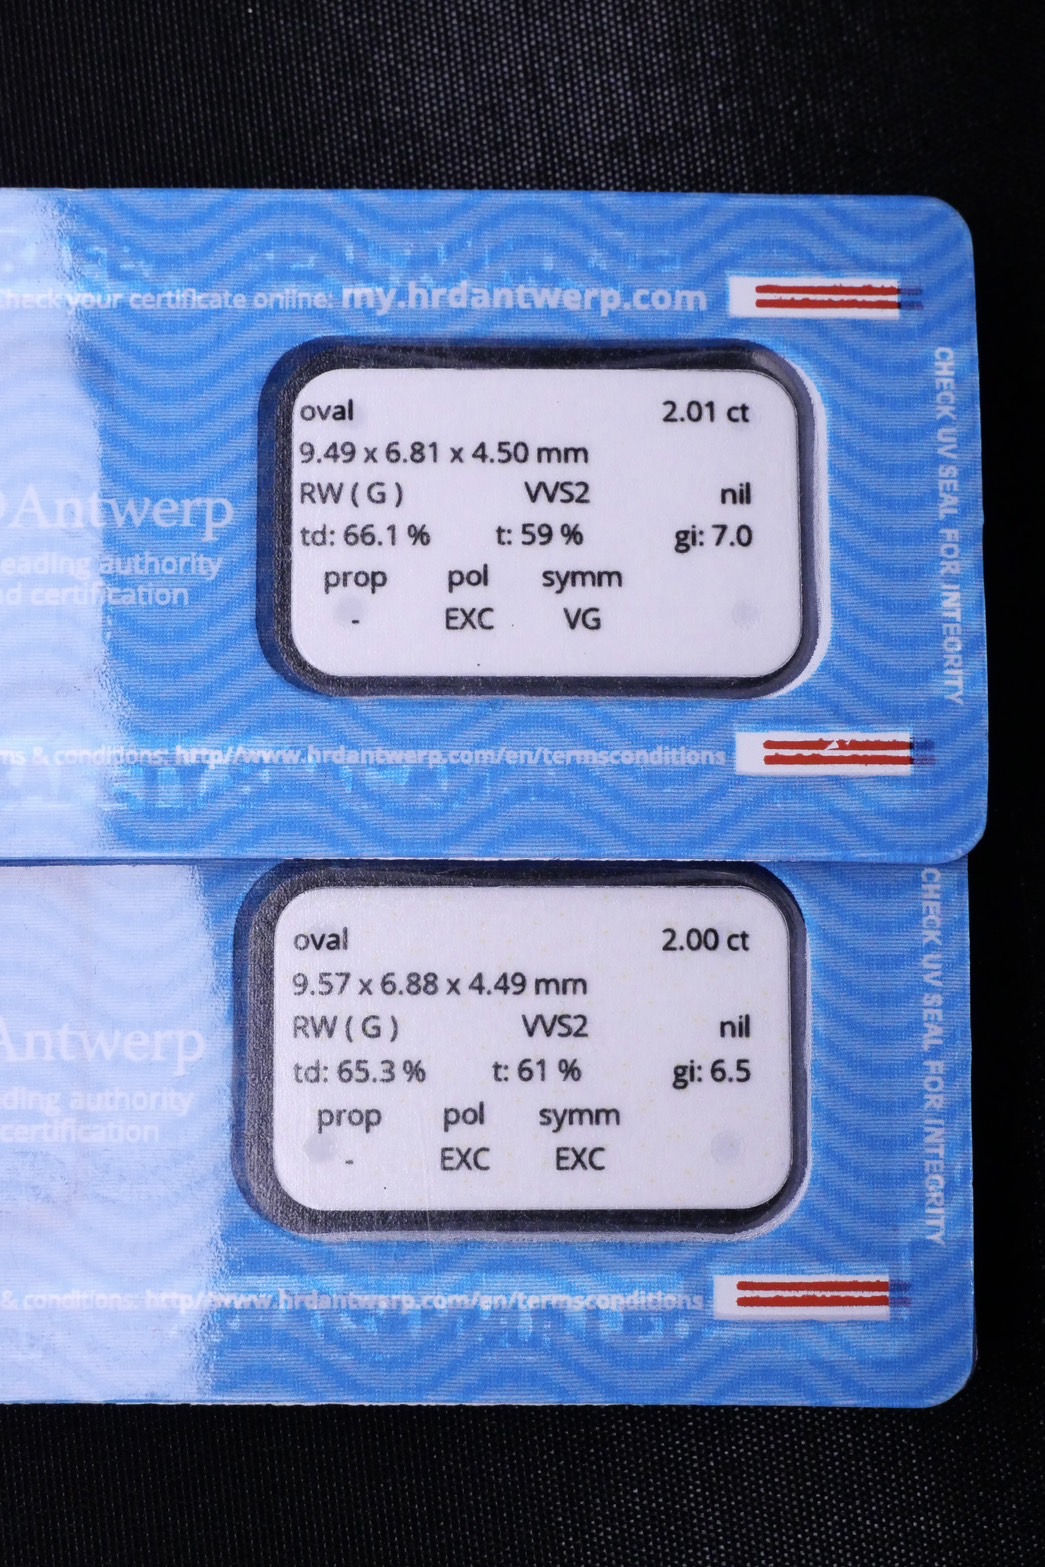 check your certificate online: my.hrdantwerp.com
oval 2.01 ct
9.49 x 6.81 x 4.50 mm
RW ( G ) VVS2 nil
td: 66.1 % t: 59 % gi: 7.0
prop pol symm
- EXC VG
Antwerp
leading authority
certification
CHECK UV SEAL FOR INTEGRITY
& conditions: http//www.hrdantwerp.com/en/termsconditions
oval 2.00 ct
9.57 x 6.88 x 4.49 mm
RW ( G ) VVS2 nil
td: 65.3 % t: 61 % gi: 6.5
prop pol symm
- EXC EXC
Antwerp
authority
certification
CHECK UV SEAL FOR INTEGRITY
& conditions: http//www.hrdantwerp.com/en/termsconditions